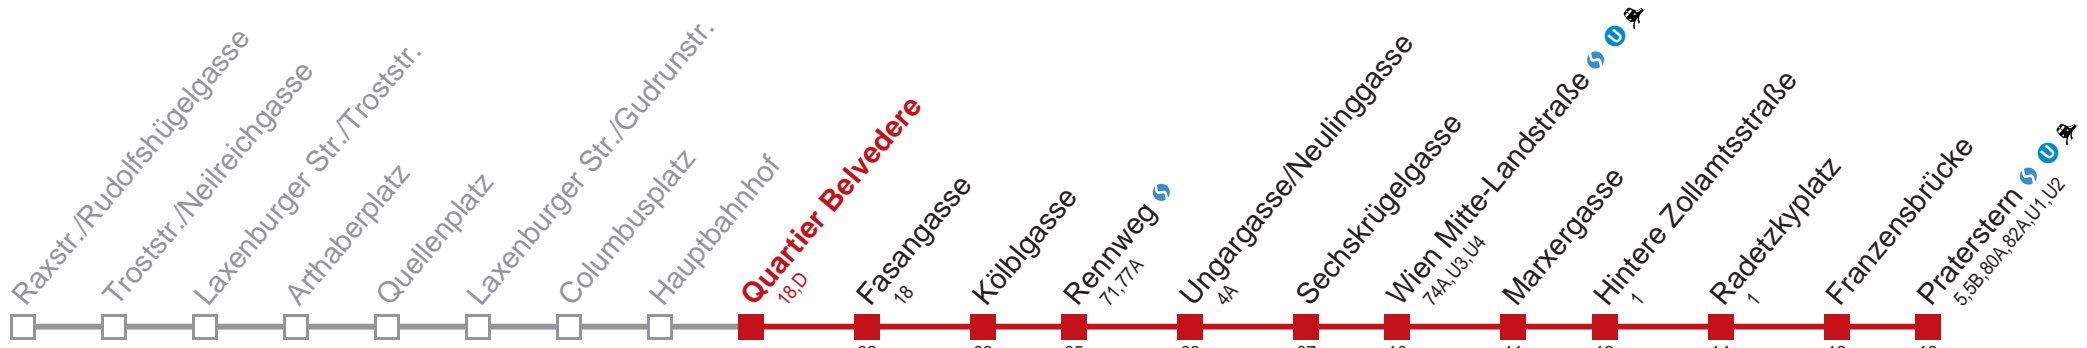 Raxstr./Rudolfshügelgasse
Troststr./Neilreichgasse
Laxenburger Str./Troststr.
Arthaberplatz
Quellenplatz
Laxenburger Str./Gudrunstr.
Columbusplatz
Hauptbahnhof
Quartier Belvedere
18,D
Fasangasse
18
Kölblgasse
Rennweg
71,77A
Ungargasse/Neulinggasse
4A
Sechskrügelgasse
Wien Mitte-Landstraße U
74A,U3,U4
Marxergasse
Hintere Zollamtsstraße
1
Radetzkyplatz
1
Franzensbrücke
Praterstern U
5,5B,80A,82A,U1,U2